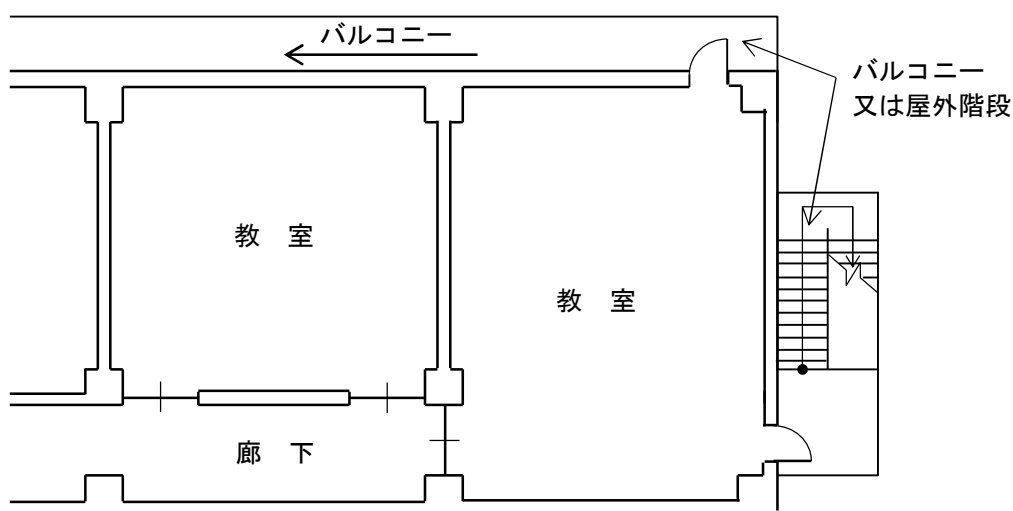 バルコニー
バルコニー
又は屋外階段
教　室
教　室
廊　下